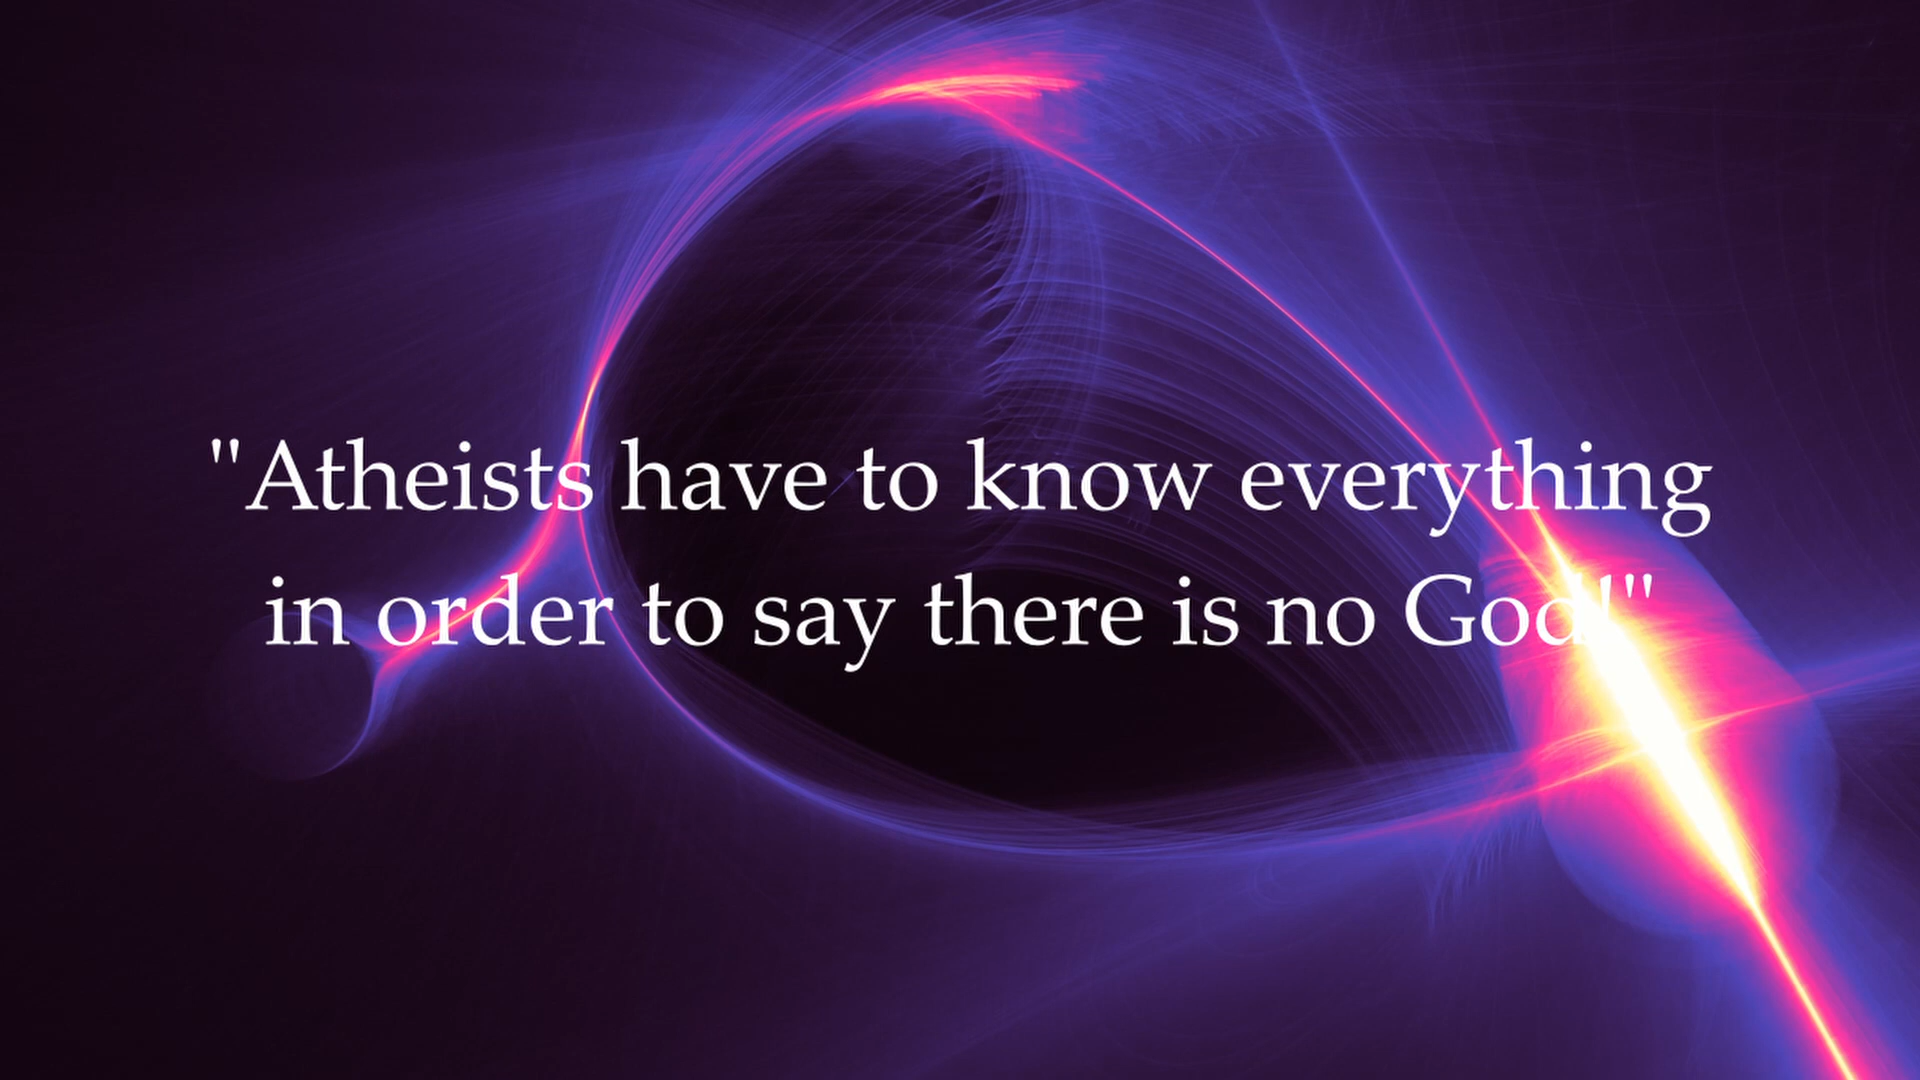 "Atheists have to know everything
in order to say there is no God!"